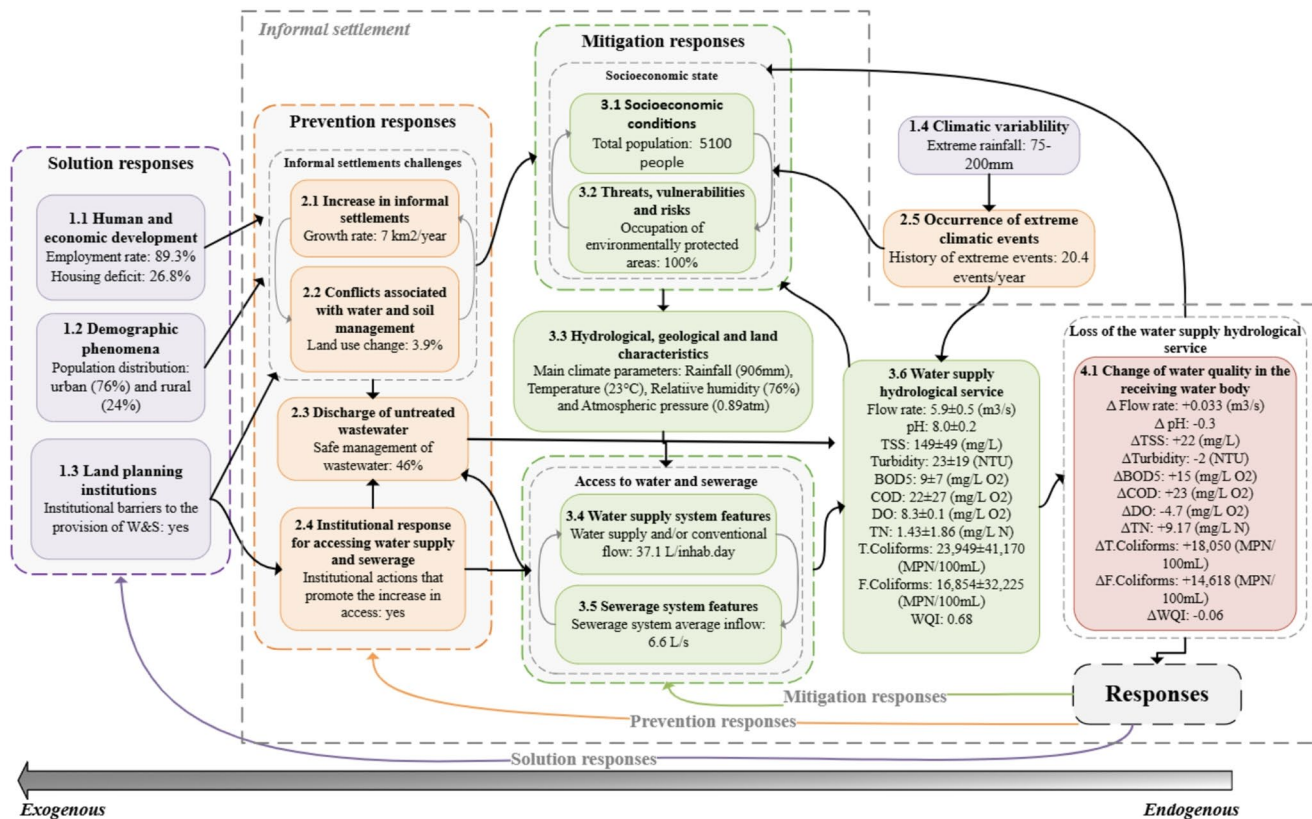 Informal settlement
Solution responses
1.1 Human and
economic development
Employment rate: 89.3%
Housing deficit: 26.8%
1.2 Demographic
phenomena
Population distribution:
urban (76%) and rural
(24%)
1.3 Land planning
institutions
Institutional barriers to
the provision of W&S: yes
Prevention responses
Informal settlements challenges
2.1 Increase in informal
settlements
Growth rate: 7 km2/year
2.2 Conflicts associated
with water and soil
management
Land use change: 3.9%
2.3 Discharge of untreated
wastewater
Safe management of
wastewater: 46%
2.4 Institutional response
for accessing water supply
and sewerage
Institutional actions that
promote the increase in
access: yes
Mitigation responses
Socioeconomic state
3.1 Socioeconomic
conditions
Total population: 5100
people
3.2 Threats, vulnerabilities
and risks
Occupation of
environmentally protected
areas: 100%
3.3 Hydrological, geological and land
characteristics
Main climate parameters: Rainfall (906mm),
Temperature (23°C), Relatiive humidity (76%)
and Atmospheric pressure (0.89atm)
Access to water and sewerage
3.4 Water supply system features
Water supply and/or conventional
flow: 37.1 L/inhab.day
3.5 Sewerage system features
Sewerage system average inflow:
6.6 L/s
1.4 Climatic variablility
Extreme rainfall: 75-
200mm
2.5 Occurrence of extreme
climatic events
History of extreme events: 20.4
events/year
3.6 Water supply
hydrological service
Flow rate: 5.9±0.5 (m3/s)
pH: 8.0±0.2
TSS: 149±49 (mg/L)
Turbidity: 23±19 (NTU)
BOD5: 9±7 (mg/L O2)
COD: 22±27 (mg/L O2)
DO: 8.3±0.1 (mg/L O2)
TN: 1.43±1.86 (mg/L N)
T.Coliforms: 23,949±41,170
(MPN/100mL)
F.Coliforms: 16,854±32,225
(MPN/100mL)
WQI: 0.68
Loss of the water supply hydrological
service
4.1 Change of water quality in the
receiving water body
Δ Flow rate: +0.033 (m3/s)
Δ pH: -0.3
ΔTSS: +22 (mg/L)
ΔTurbidity: -2 (NTU)
ΔBOD5: +15 (mg/L O2)
ΔCOD: +23 (mg/L O2)
ΔDO: -4.7 (mg/L O2)
ΔTN: +9.17 (mg/L N)
ΔT.Coliforms: +18,050 (MPN/
100mL)
ΔF.Coliforms: +14,618 (MPN/
100mL)
ΔWQI: -0.06
Responses
Mitigation responses
Prevention responses
Solution responses
Exogenous
Endogenous